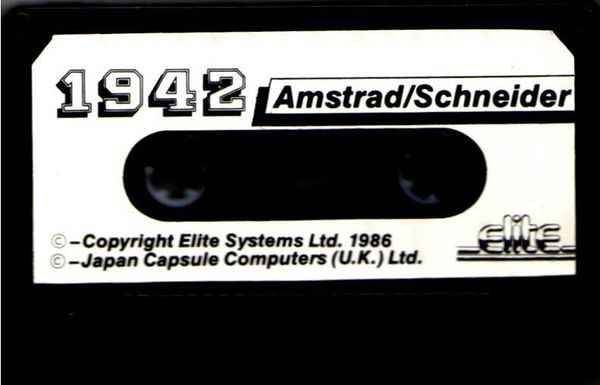 1942
Amstrad/Schneider
©-Copyright Elite Systems Ltd. 1986
©-Japan Capsule Computers (U.K.) Ltd.
elite